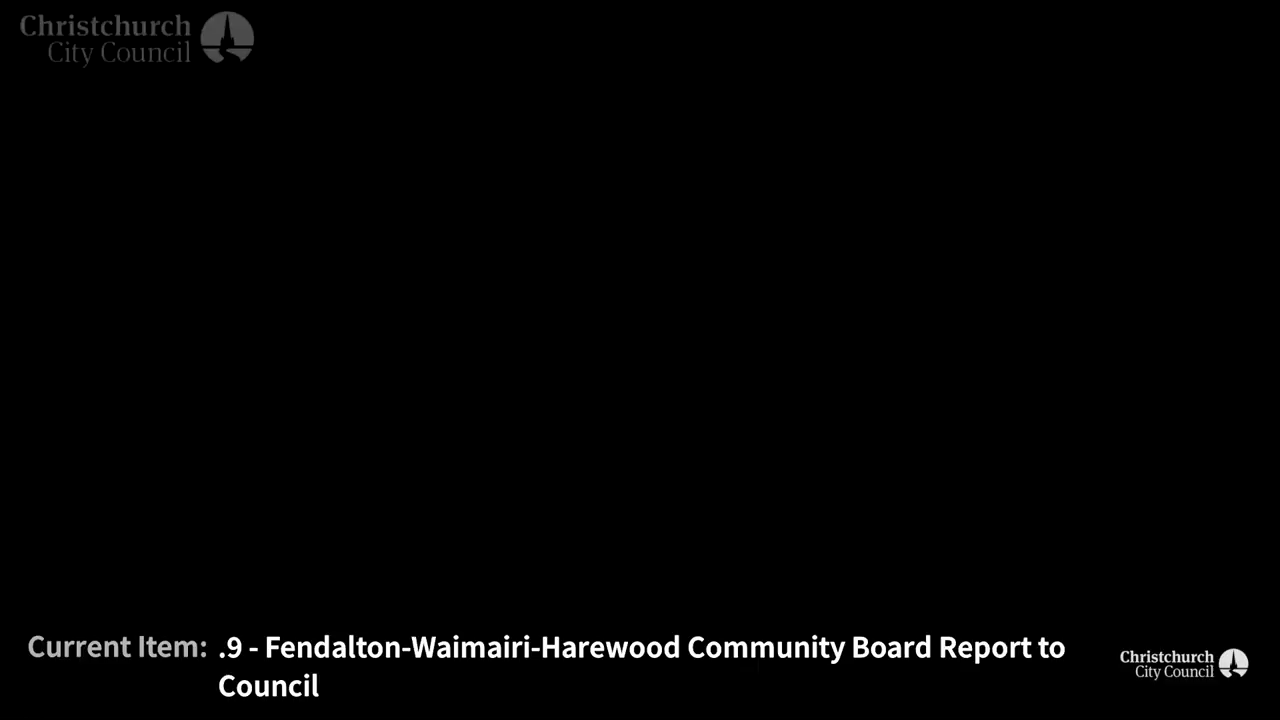 Christchurch
City Council
Current Item: .9 - Fendalton-Waimairi-Harewood Community Board Report to
Council
Christchurch
City Council